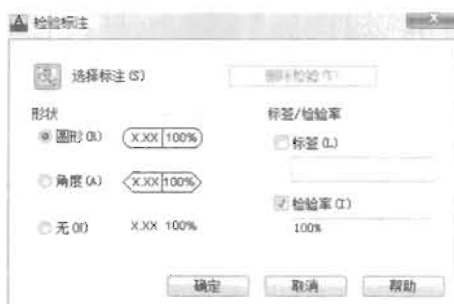 检验标注
选择标注(S)
删除检验(R)
形状
标签/检验率
圆形(R)
X.XX 100%
标签(L)
角度(A)
X.XX 100%
检验率(I)
无(N)
X.XX 100%
100%
确定
取消
帮助